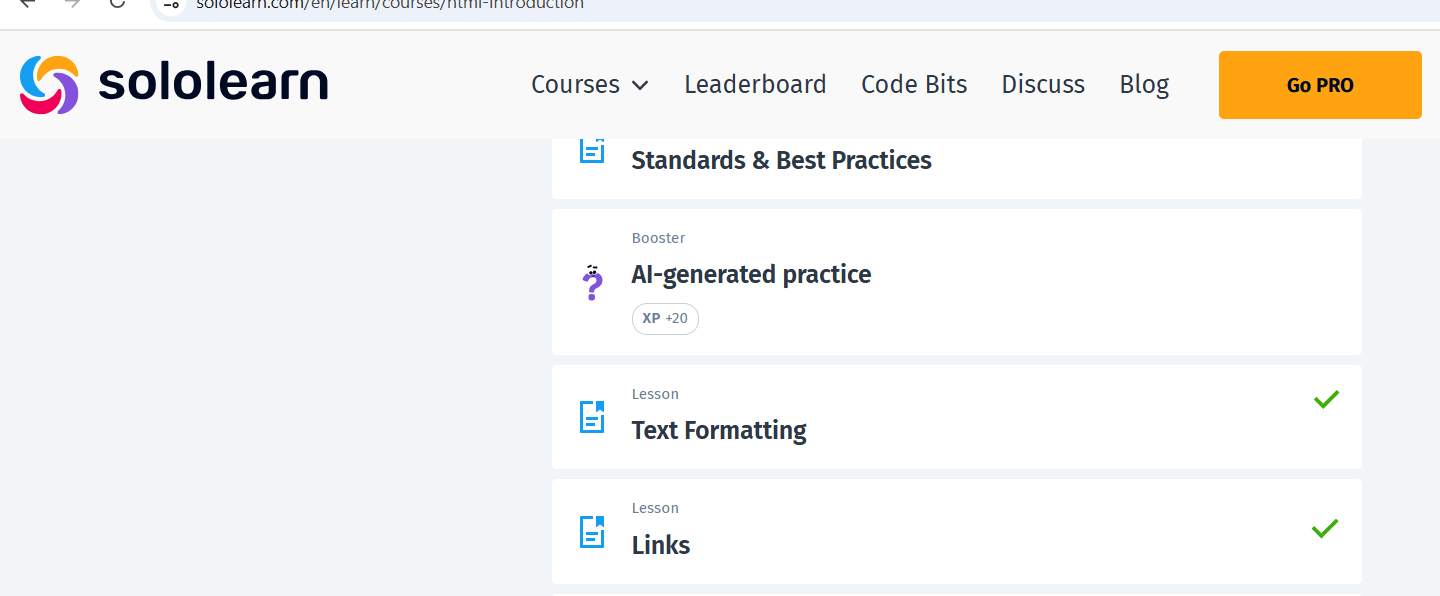 sololearn.com/en/learn/courses/html-introduction
sololearn
Courses Leaderboard Code Bits Discuss Blog Go PRO
Standards & Best Practices
Booster
AI-generated practice
XP +20
Lesson
Text Formatting
Lesson
Links